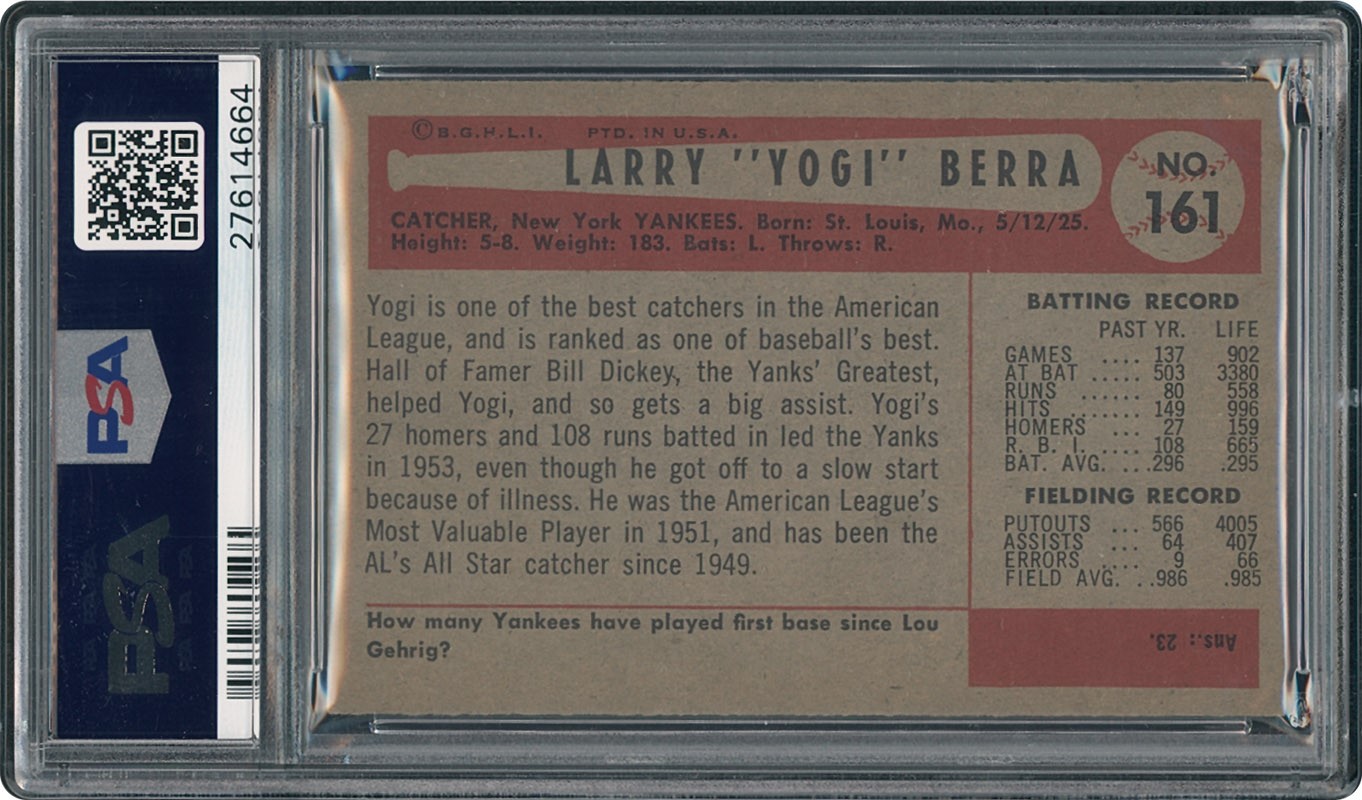 27614664
PSA
PSA
© B.G.H.L.I. PTD. IN U.S.A.
LARRY "YOGI" BERRA
NO.
161
CATCHER, New York YANKEES. Born: St. Louis, Mo., 5/12/25.
Height: 5-8. Weight: 183. Bats: L. Throws: R.
Yogi is one of the best catchers in the American
League, and is ranked as one of baseball's best.
Hall of Famer Bill Dickey, the Yanks' Greatest,
helped Yogi, and so gets a big assist. Yogi's
27 homers and 108 runs batted in led the Yanks
in 1953, even though he got off to a slow start
because of illness. He was the American League's
Most Valuable Player in 1951, and has been the
AL's All Star catcher since 1949.
How many Yankees have played first base since Lou
Gehrig?
BATTING RECORD
PAST YR. LIFE
GAMES .... 137 902
AT BAT ..... 503 3380
RUNS ...... 80 558
HITS ....... 149 996
HOMERS ... 27 159
R. B. I. .... 108 665
BAT. AVG. ...296 .295
FIELDING RECORD
PUTOUTS ... 566 4005
ASSISTS ... 64 407
ERRORS ... 9 66
FIELD AVG. ..986 .985
Ans.: 23.